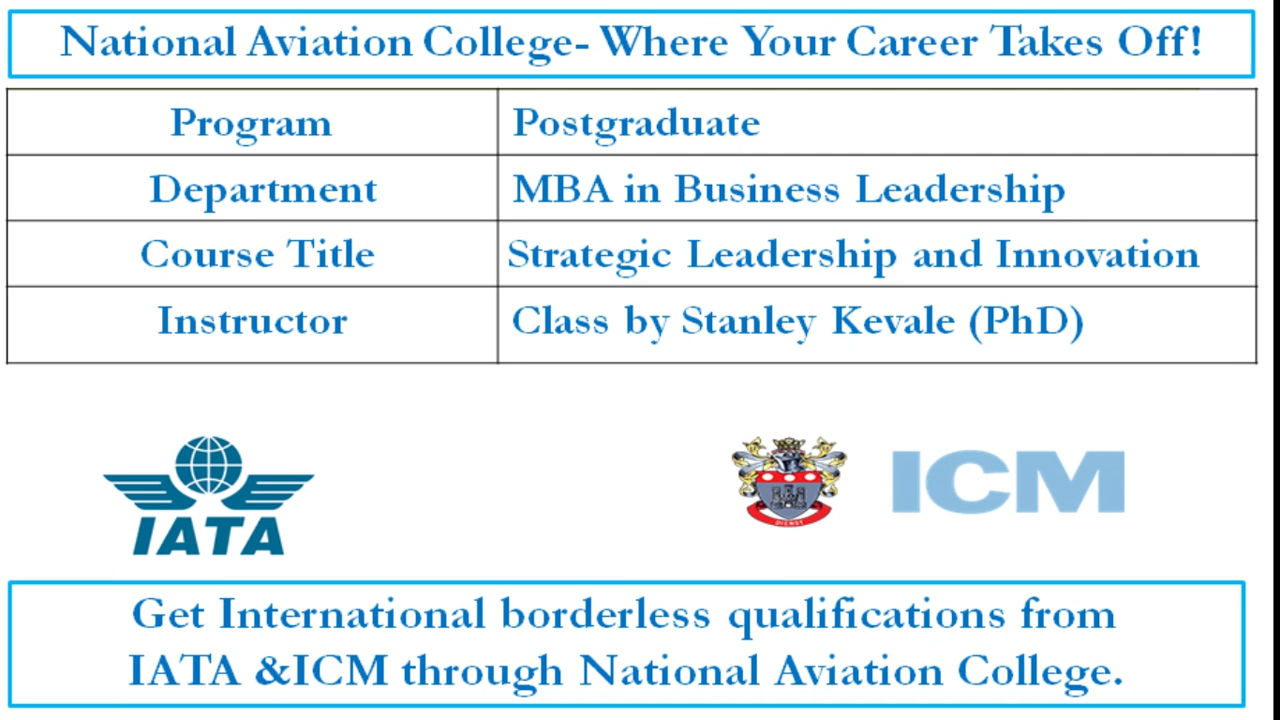 National Aviation College- Where Your Career Takes Off!
Program Postgraduate
Department MBA in Business Leadership
Course Title Strategic Leadership and Innovation
Instructor Class by Stanley Kevale (PhD)
IATA
DIENST
ICM
Get International borderless qualifications from
IATA &ICM through National Aviation College.